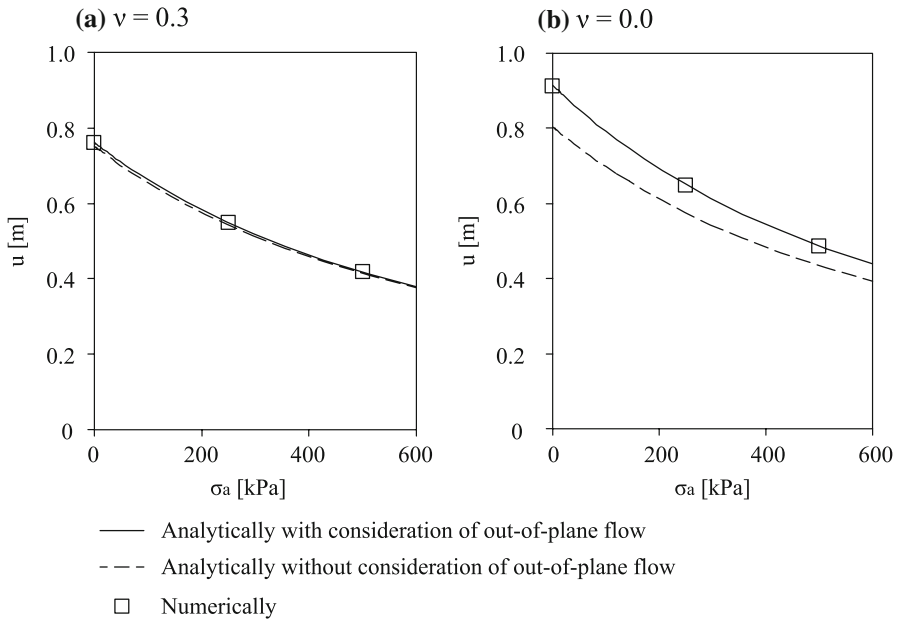 (a) ν = 0.3
(b) ν = 0.0
1.0
0.8
0.6
0.4
0.2
0
u [m]
0 200 400 600
σa [kPa]
1.0
0.8
0.6
0.4
0.2
0
u [m]
0 200 400 600
σa [kPa]
Analytically with consideration of out-of-plane flow
Analytically without consideration of out-of-plane flow
Numerically